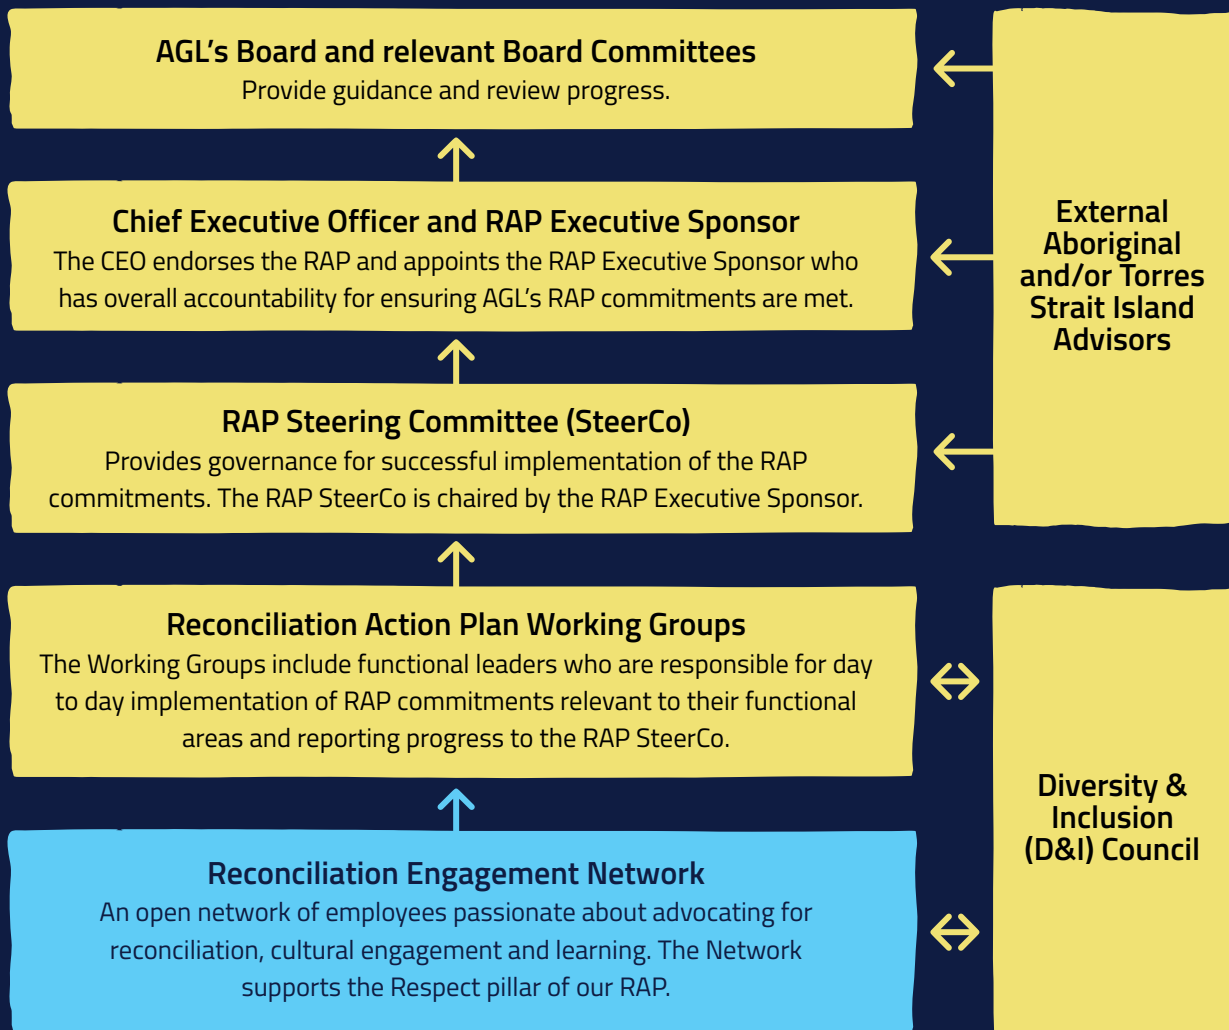 AGL's Board and relevant Board Committees
Provide guidance and review progress.
Chief Executive Officer and RAP Executive Sponsor
The CEO endorses the RAP and appoints the RAP Executive Sponsor who
has overall accountability for ensuring AGL's RAP commitments are met.
RAP Steering Committee (SteerCo)
Provides governance for successful implementation of the RAP
commitments. The RAP SteerCo is chaired by the RAP Executive Sponsor.
Reconciliation Action Plan Working Groups
The Working Groups include functional leaders who are responsible for day
to day implementation of RAP commitments relevant to their functional
areas and reporting progress to the RAP SteerCo.
Reconciliation Engagement Network
An open network of employees passionate about advocating for
reconciliation, cultural engagement and learning. The Network
supports the Respect pillar of our RAP.
External
Aboriginal
and/or Torres
Strait Island
Advisors
Diversity &
Inclusion
(D&I) Council